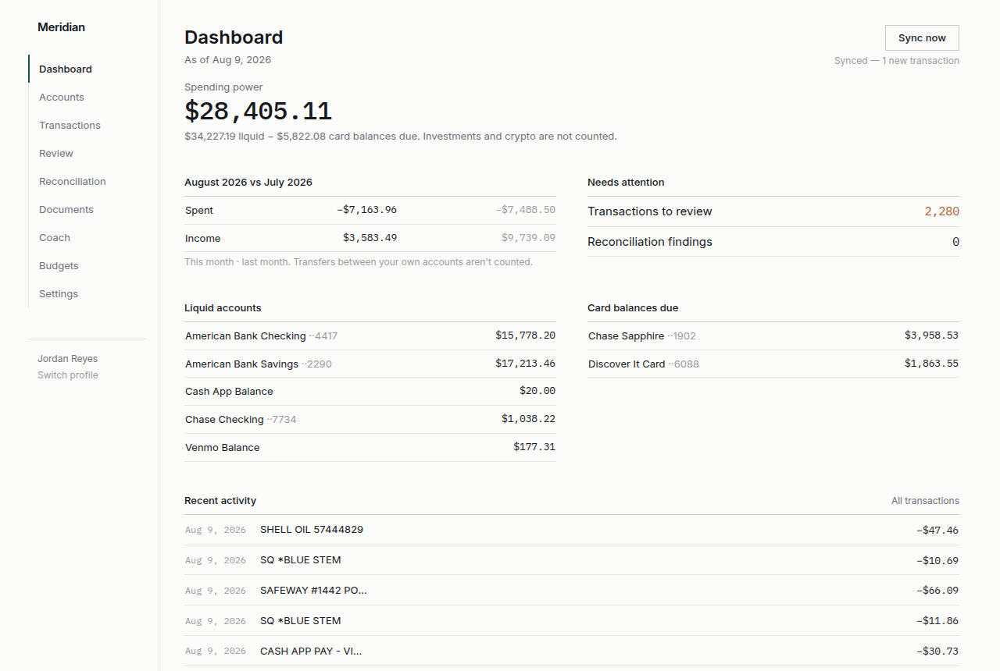 Meridian
Dashboard
Accounts
Transactions
Review
Reconciliation
Documents
Coach
Budgets
Settings
Jordan Reyes
Switch profile
Dashboard
As of Aug 9, 2026
Sync now
Synced — 1 new transaction
Spending power
$28,405.11
$34,227.19 liquid − $5,822.08 card balances due. Investments and crypto are not counted.
August 2026 vs July 2026
Spent −$7,163.96 −$7,488.50
Income $3,583.49 $9,739.09
This month · last month. Transfers between your own accounts aren't counted.
Needs attention
Transactions to review 2,280
Reconciliation findings 0
Liquid accounts
American Bank Checking ··4417 $15,778.20
American Bank Savings ··2290 $17,213.46
Cash App Balance $20.00
Chase Checking ··7734 $1,038.22
Venmo Balance $177.31
Card balances due
Chase Sapphire ··1902 $3,958.53
Discover It Card ··6088 $1,863.55
Recent activity All transactions
Aug 9, 2026 SHELL OIL 57444829 −$47.46
Aug 9, 2026 SQ *BLUE STEM −$10.69
Aug 9, 2026 SAFEWAY #1442 PO... −$66.09
Aug 9, 2026 SQ *BLUE STEM −$11.86
Aug 9, 2026 CASH APP PAY - VI... −$30.73